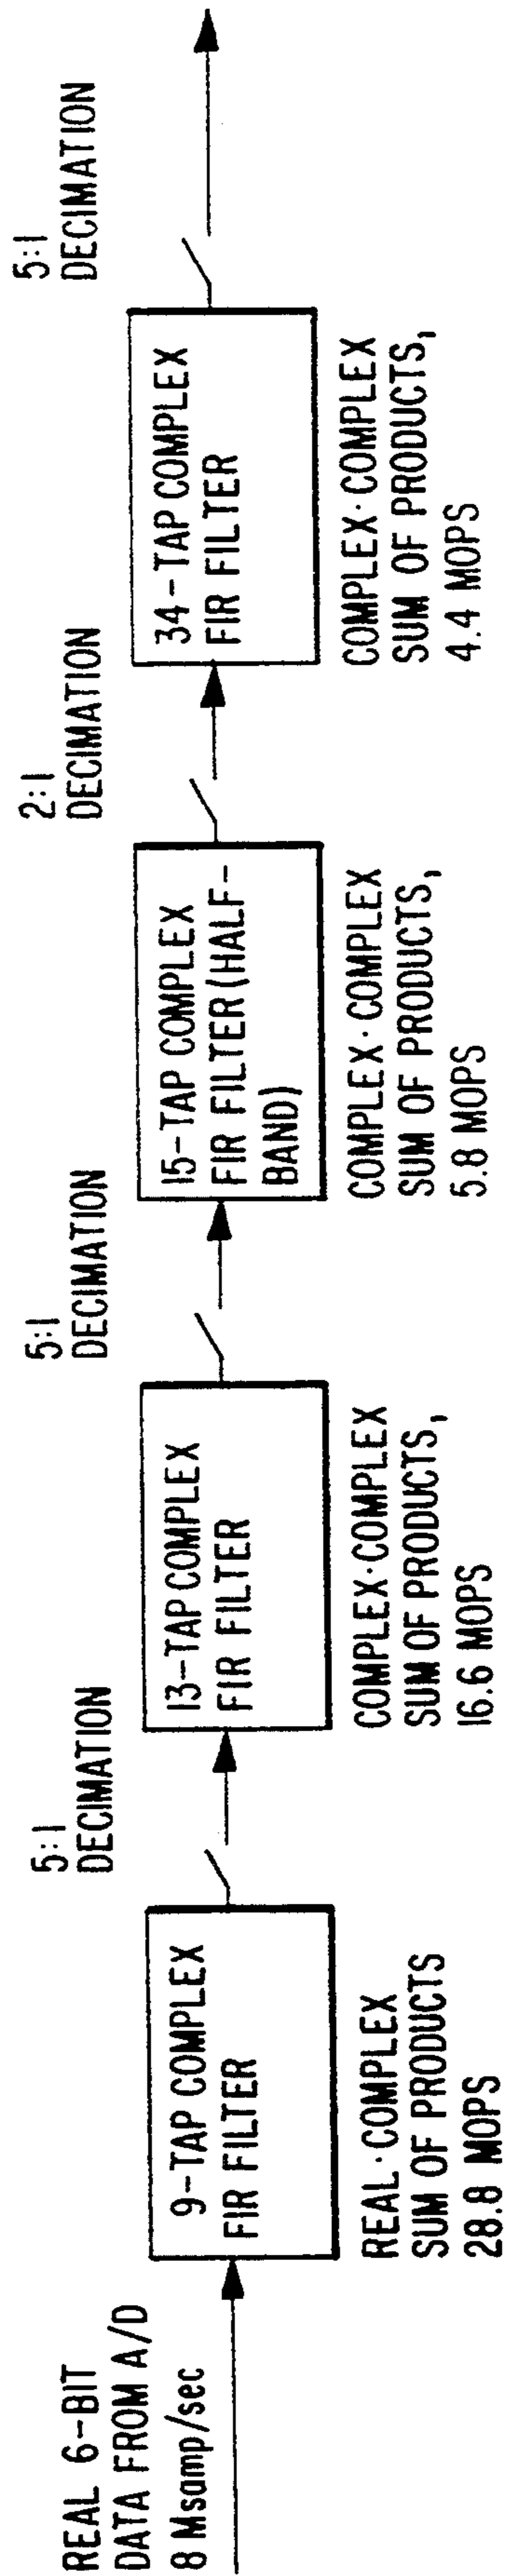 REAL 6-BIT
DATA FROM A/D
8 Msamp/sec
9-TAP COMPLEX
FIR FILTER
REAL·COMPLEX
SUM OF PRODUCTS
28.8 MOPS
5:1
DECIMATION
13-TAP COMPLEX
FIR FILTER
COMPLEX·COMPLEX
SUM OF PRODUCTS,
16.6 MOPS
5:1
DECIMATION
15-TAP COMPLEX
FIR FILTER (HALF-
BAND)
COMPLEX·COMPLEX
SUM OF PRODUCTS,
5.8 MOPS
2:1
DECIMATION
34-TAP COMPLEX
FIR FILTER
COMPLEX·COMPLEX
SUM OF PRODUCTS,
4.4 MOPS
5:1
DECIMATION